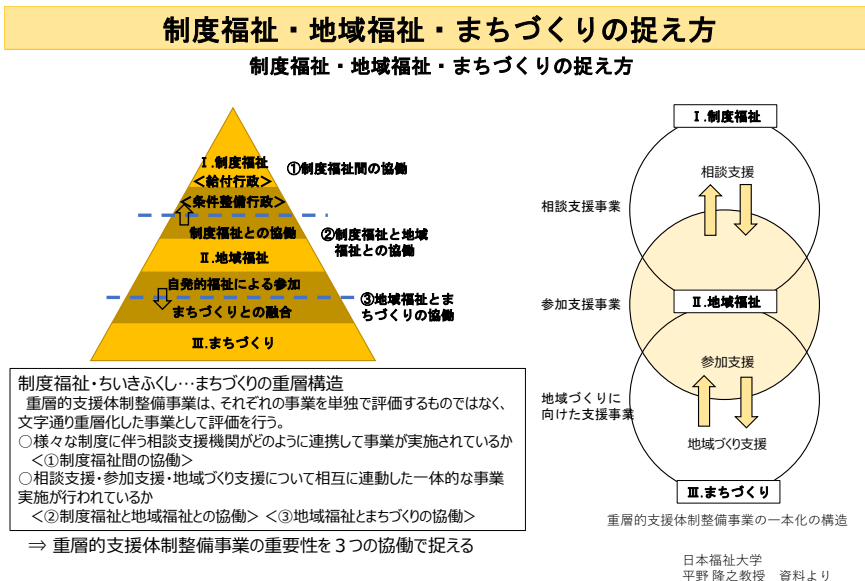 制度福祉・地域福祉・まちづくりの捉え方
制度福祉・地域福祉・まちづくりの捉え方
Ⅰ.制度福祉
<給付行政>
<条件整備行政>
制度福祉との協働
Ⅱ.地域福祉
自発的福祉による参加
まちづくりとの融合
Ⅲ.まちづくり
①制度福祉間の協働
②制度福祉と地域
福祉との協働
③地域福祉とま
ちづくりの協働
制度福祉・ちいきふくし…まちづくりの重層構造
重層的支援体制整備事業は、それぞれの事業を単独で評価するものではなく、
文字通り重層化した事業として評価を行う。
○様々な制度に伴う相談支援機関がどのように連携して事業が実施されているか
<①制度福祉間の協働>
○相談支援・参加支援・地域づくり支援について相互に連動した一体的な事業
実施が行われているか
<②制度福祉と地域福祉との協働> <③地域福祉とまちづくりの協働>
⇒ 重層的支援体制整備事業の重要性を3つの協働で捉える
Ⅰ.制度福祉
相談支援
相談支援事業
参加支援事業
Ⅱ.地域福祉
参加支援
地域づくりに
向けた支援事業
地域づくり支援
Ⅲ.まちづくり
重層的支援体制整備事業の一本化の構造
日本福祉大学
平野 隆之教授 資料より